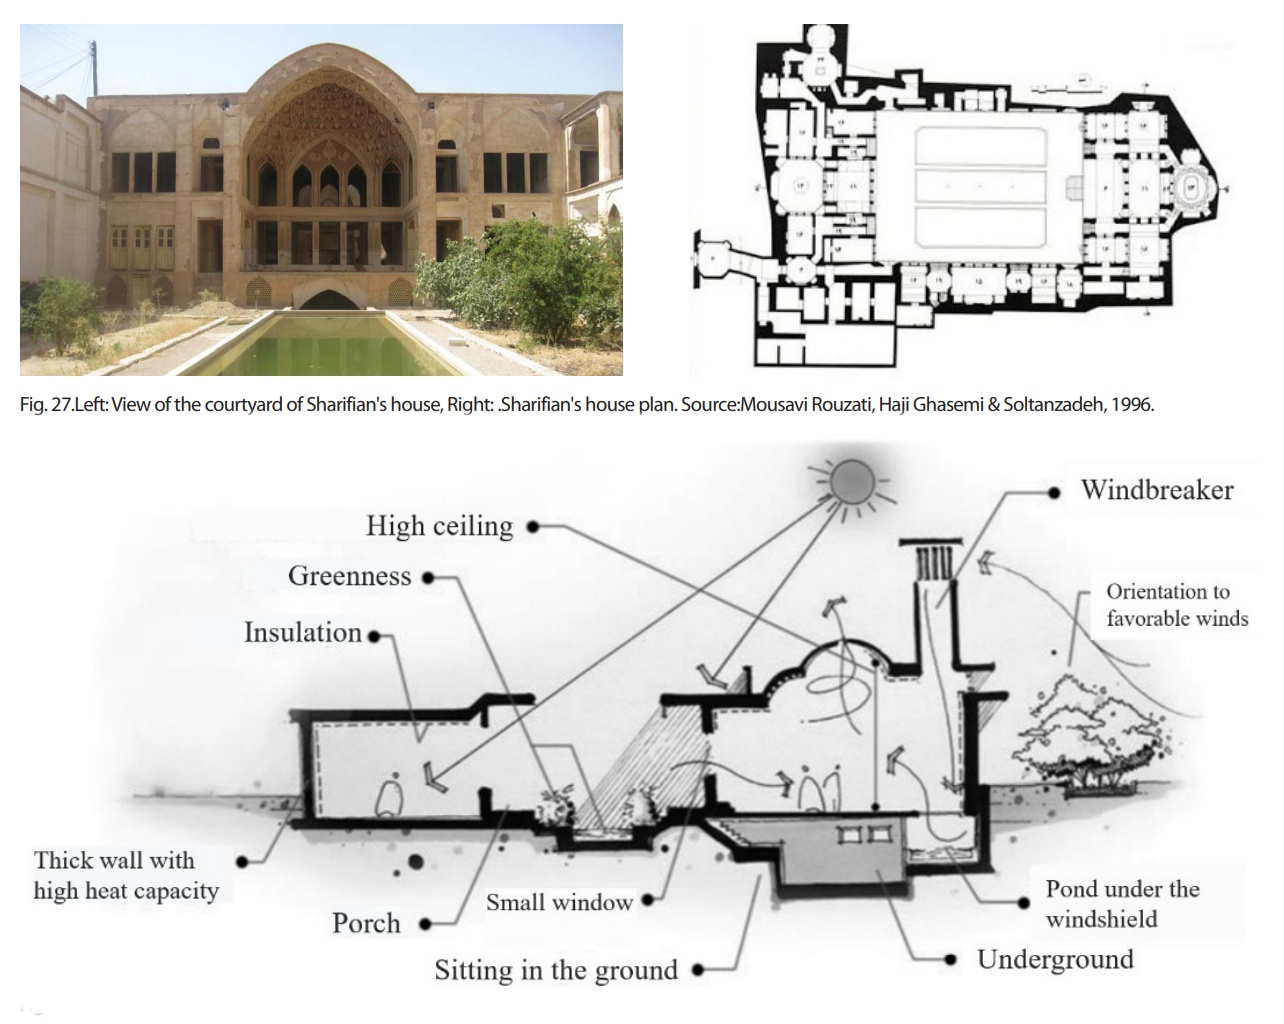 Fig. 27.Left: View of the courtyard of Sharifian's house, Right: .Sharifian's house plan. Source:Mousavi Rouzati, Haji Ghasemi & Soltanzadeh, 1996.
Windbreaker
High ceiling
Greenness
Orientation to
favorable winds
Insulation
Thick wall with
high heat capacity
Small window
Pond under the
windshield
Porch
Underground
Sitting in the ground